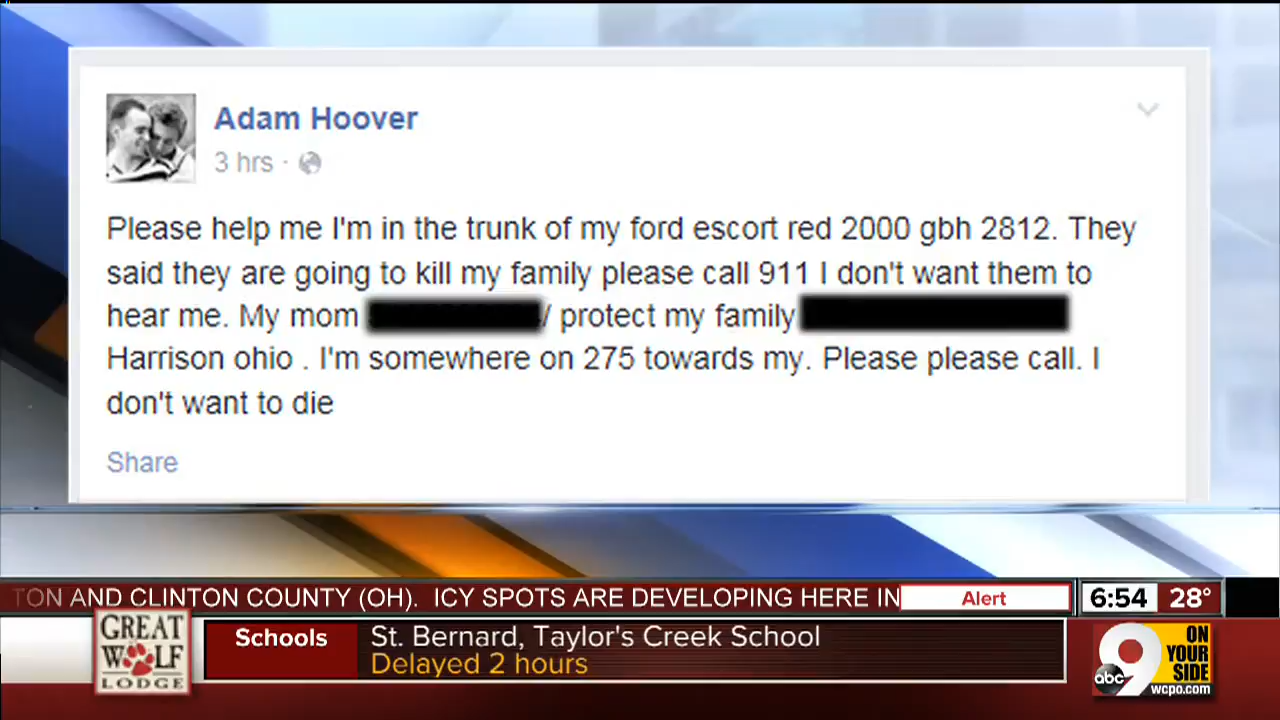 Adam Hoover
3 hrs ·
Please help me I'm in the trunk of my ford escort red 2000 gbh 2812. They
said they are going to kill my family please call 911 I don't want them to
hear me. My mom / protect my family
Harrison ohio . I'm somewhere on 275 towards my. Please please call. I
don't want to die
Share
TON AND CLINTON COUNTY (OH). ICY SPOTS ARE DEVELOPING HERE IN
Alert
6:54 28°
GREAT
WOLF
LODGE
Schools
St. Bernard, Taylor's Creek School
Delayed 2 hours
abc 9
ON
YOUR
SIDE
wcpo.com